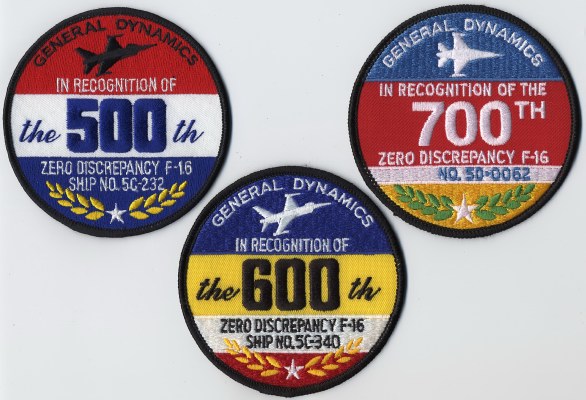 GENERAL DYNAMICS
IN RECOGNITION OF
the 500 th
ZERO DISCREPANCY F-16
SHIP NO. 5C-232
GENERAL DYNAMICS
IN RECOGNITION OF THE
700TH
ZERO DISCREPANCY F-16
NO. 5D-0062
GENERAL DYNAMICS
IN RECOGNITION OF
the 600 th
ZERO DISCREPANCY F-16
SHIP NO. 5C-340